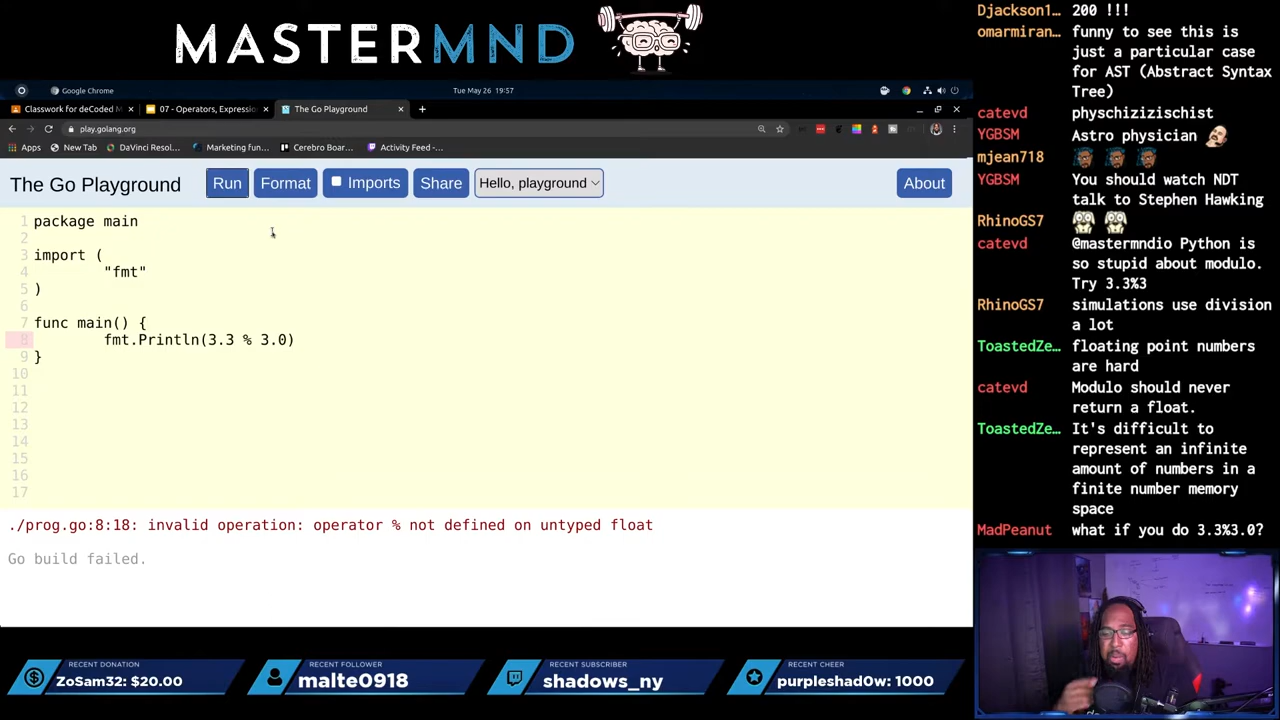 MASTERMND
Google Chrome
Tue May 26 19:57
Classwork for deCoded M
07 - Operators, Expressio
The Go Playground
play.golang.org
Apps
New Tab
DaVinci Resol...
Marketing fun...
Cerebro Boar...
Activity Feed -...
The Go Playground
Run
Format
Imports
Share
Hello, playground
About
1 package main
2
3 import (
4 "fmt"
5 )
6
7 func main() {
8 fmt.Println(3.3 % 3.0)
9 }
10
11
12
13
14
15
16
17
./prog.go:8:18: invalid operation: operator % not defined on untyped float
Go build failed.
Djackson1... 200 !!!
omarmiran... funny to see this is
just a particular case
for AST (Abstract Syntax
Tree)
catevd physchizizischist
YGBSM Astro physician
mjean718
YGBSM You should watch NDT
talk to Stephen Hawking
RhinoGS7
catevd @mastermndio Python is
so stupid about modulo.
Try 3.3%3
RhinoGS7 simulations use division
a lot
ToastedZe... floating point numbers
are hard
catevd Modulo should never
return a float.
ToastedZe... It's difficult to
represent an infinite
amount of numbers in a
finite number memory
space
MadPeanut what if you do 3.3%3.0?
RECENT DONATION
ZoSam32: $20.00
RECENT FOLLOWER
malte0918
RECENT SUBSCRIBER
shadows_ny
RECENT CHEER
purpleshad0w: 1000